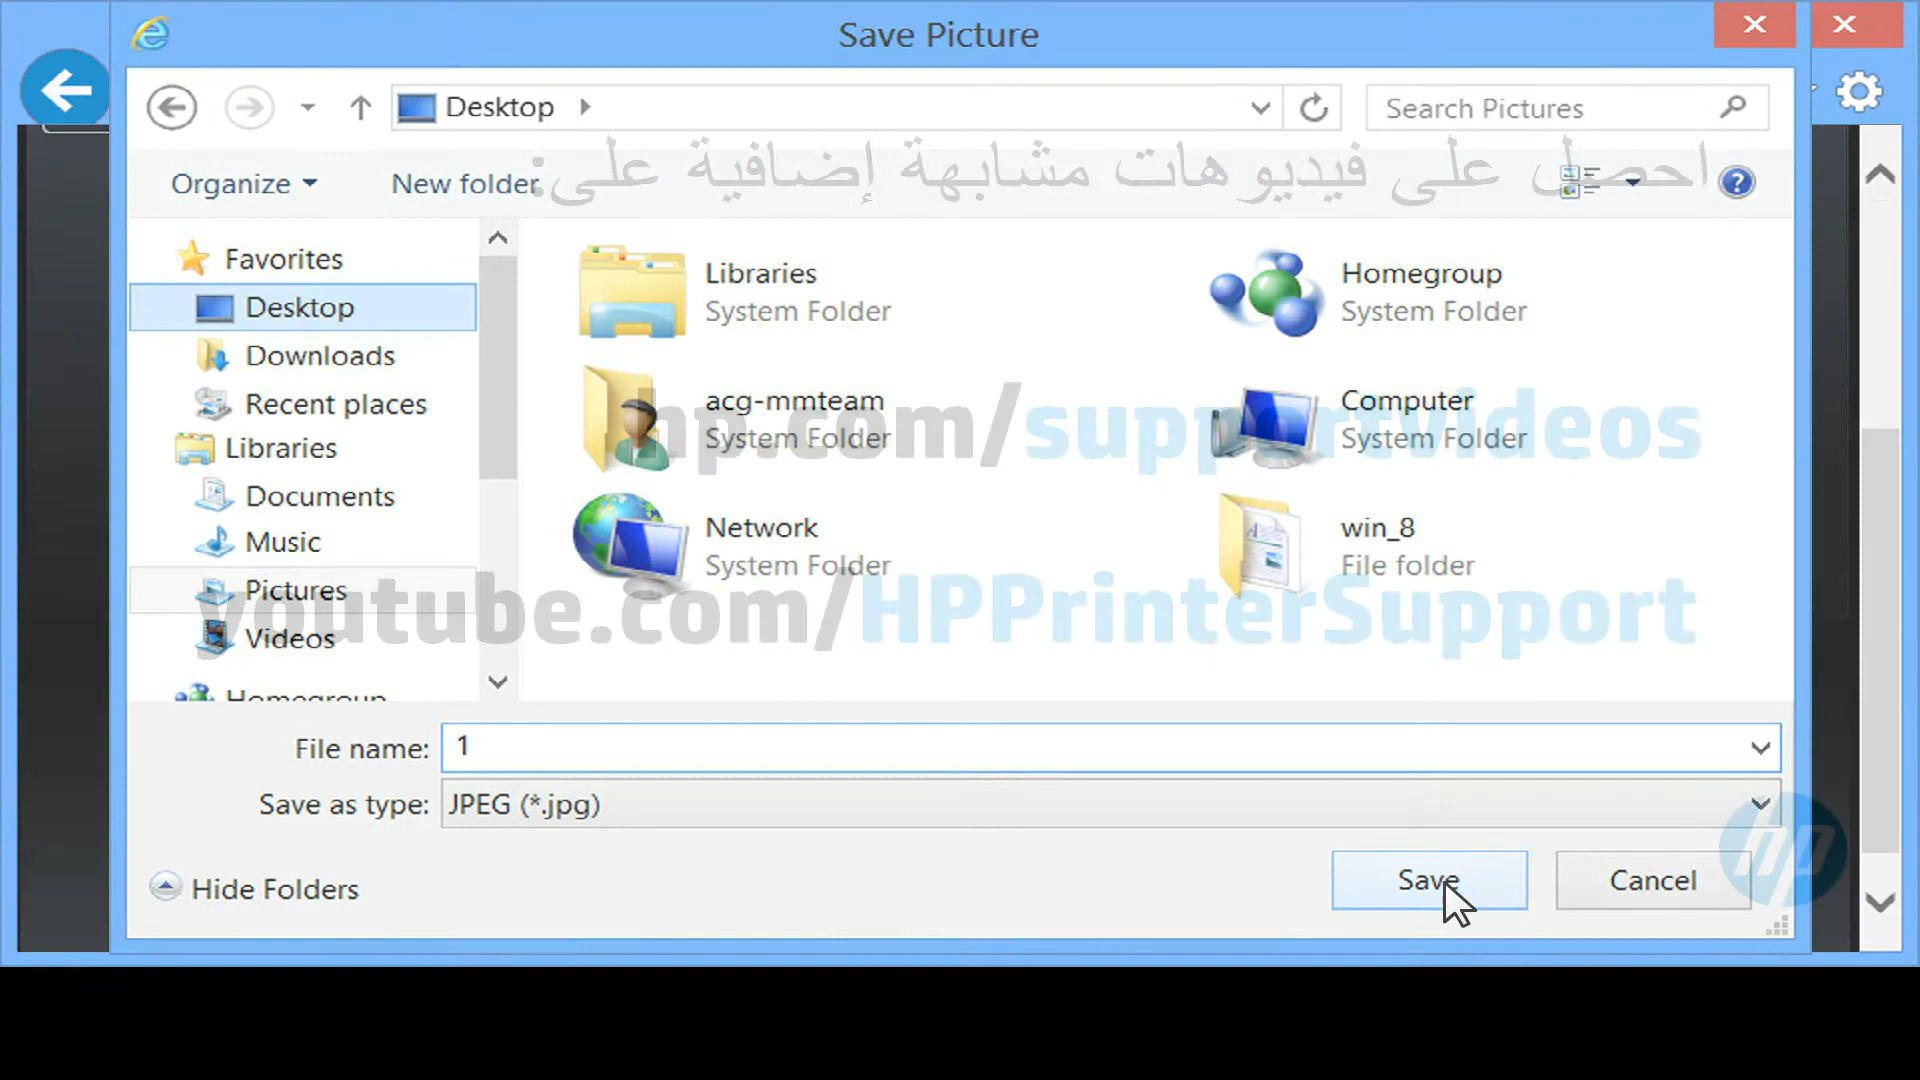 Save Picture
Desktop
Search Pictures
احصل على فيديوهات مشابهة إضافية على:
Organize
New folder
Favorites
Desktop
Downloads
Recent places
Libraries
Documents
Music
Pictures
Videos
Homegroup
Libraries
System Folder
Homegroup
System Folder
acg-mmteam
System Folder
Computer
System Folder
hp.com/supportvideos
Network
System Folder
win_8
File folder
youtube.com/HPPrinterSupport
File name: 1
Save as type: JPEG (*.jpg)
Hide Folders
Save
Cancel
hp